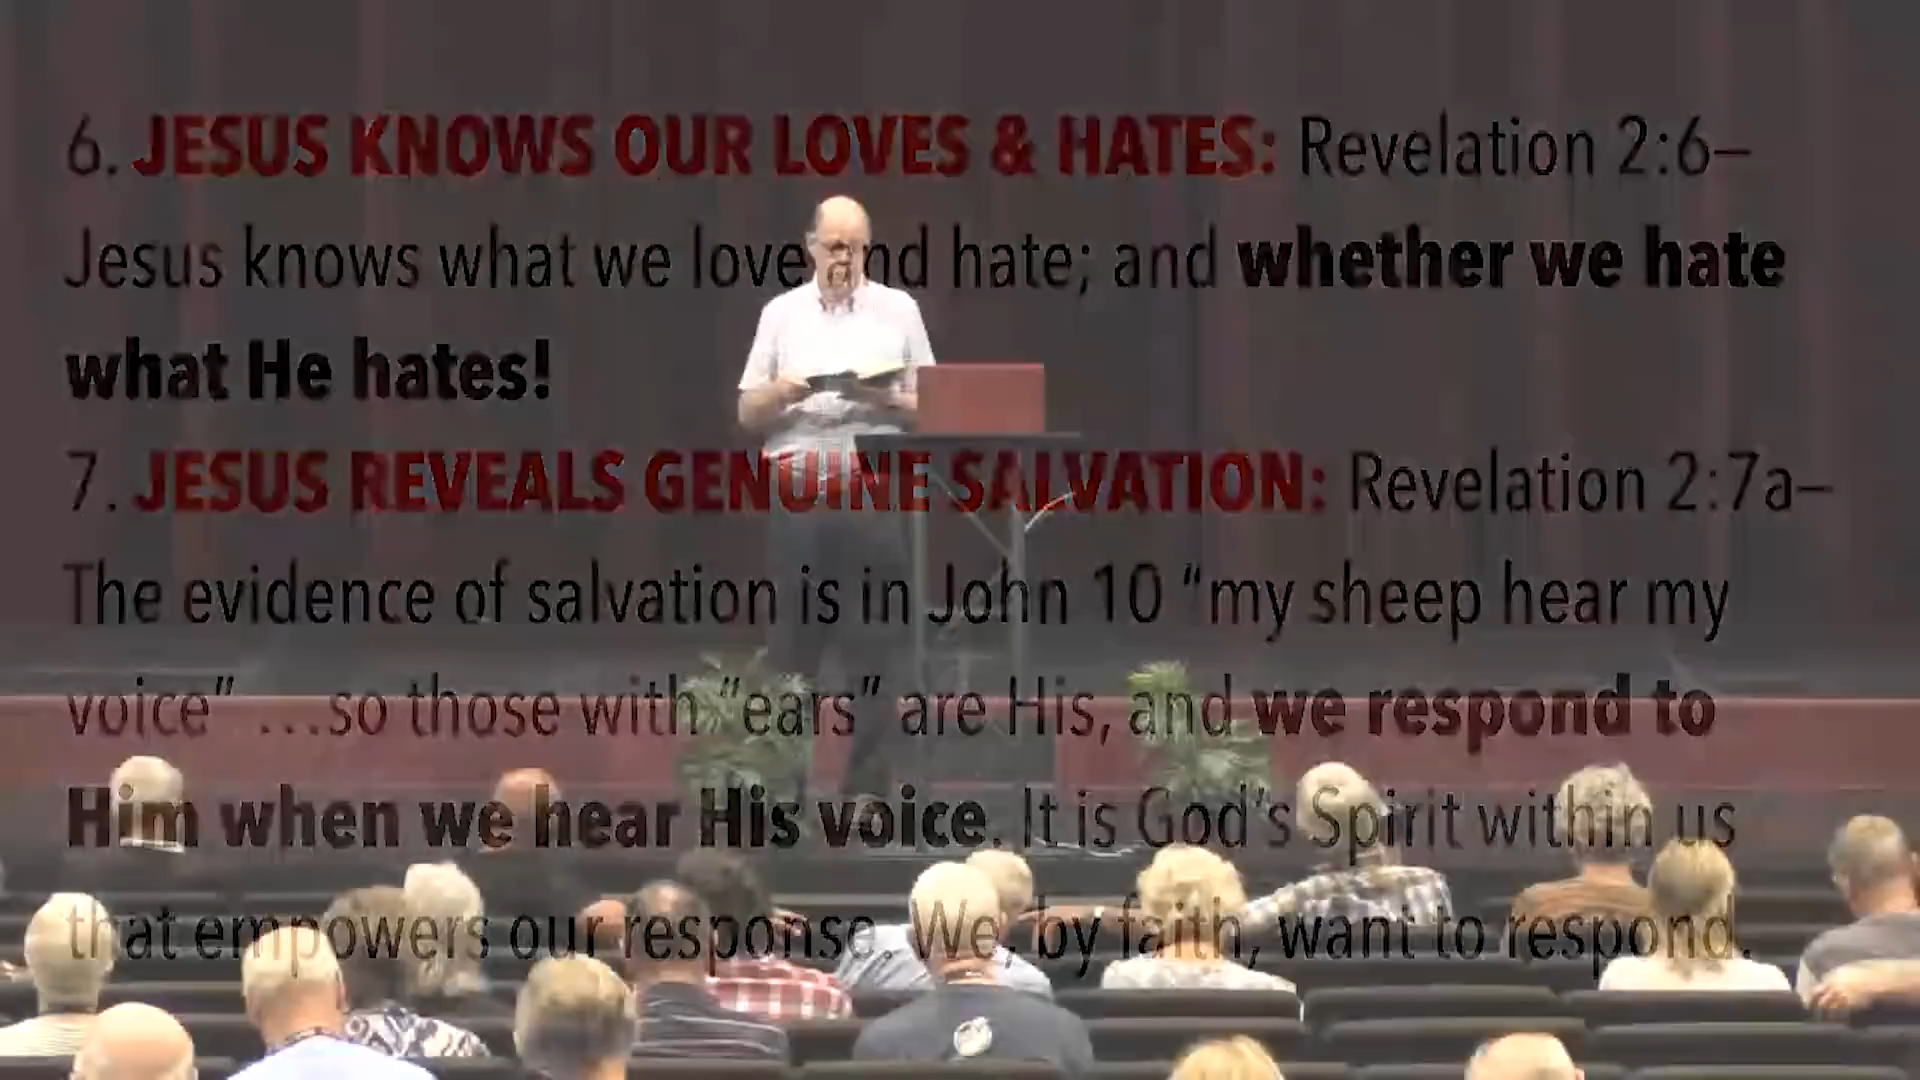 6. JESUS KNOWS OUR LOVES & HATES: Revelation 2:6–
Jesus knows what we love and hate; and whether we hate
what He hates!
7. JESUS REVEALS GENUINE SALVATION: Revelation 2:7a–
The evidence of salvation is in John 10 “my sheep hear my
voice” …so those with “ears” are His, and we respond to
Him when we hear His voice. It is God’s Spirit within us
that empowers our response. We, by faith, want to respond.